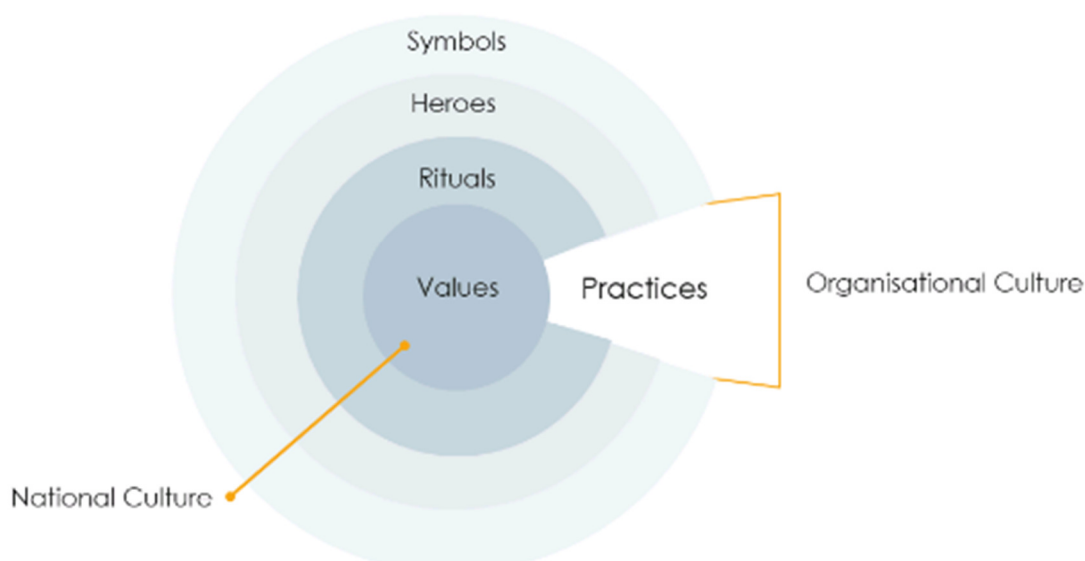 Symbols
Heroes
Rituals
Values
Practices
Organisational Culture
National Culture